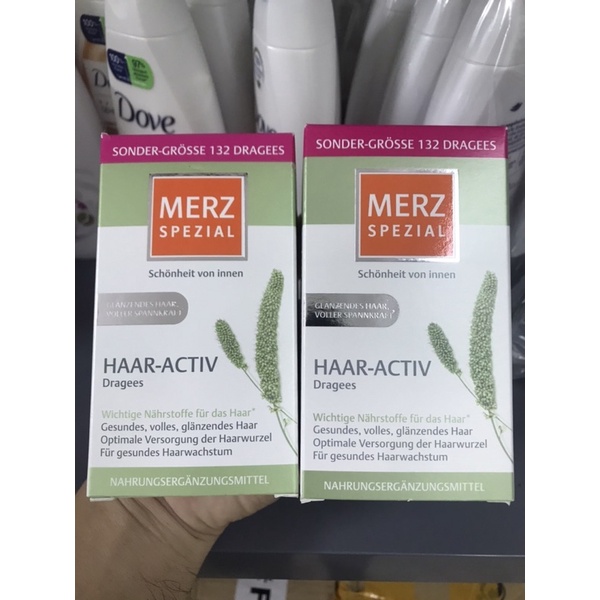 100%
97%
Dove
SONDER-GRÖSSE 132 DRAGEES
MERZ
SPEZIAL
Schönheit von innen
GLÄNZENDES HAAR,
VOLLER SPANNKRAFT*
HAAR-ACTIV
Dragees
Wichtige Nährstoffe für das Haar*
Gesundes, volles, glänzendes Haar
Optimale Versorgung der Haarwurzel
Für gesundes Haarwachstum
NAHRUNGSERGÄNZUNGSMITTEL
SONDER-GRÖSSE 132 DRAGEES
MERZ
SPEZIAL
Schönheit von innen
GLÄNZENDES HAAR,
VOLLER SPANNKRAFT*
HAAR-ACTIV
Dragees
Wichtige Nährstoffe für das Haar*
Gesundes, volles, glänzendes Haar
Optimale Versorgung der Haarwurzel
Für gesundes Haarwachstum
NAHRUNGSERGÄNZUNGSMITTEL